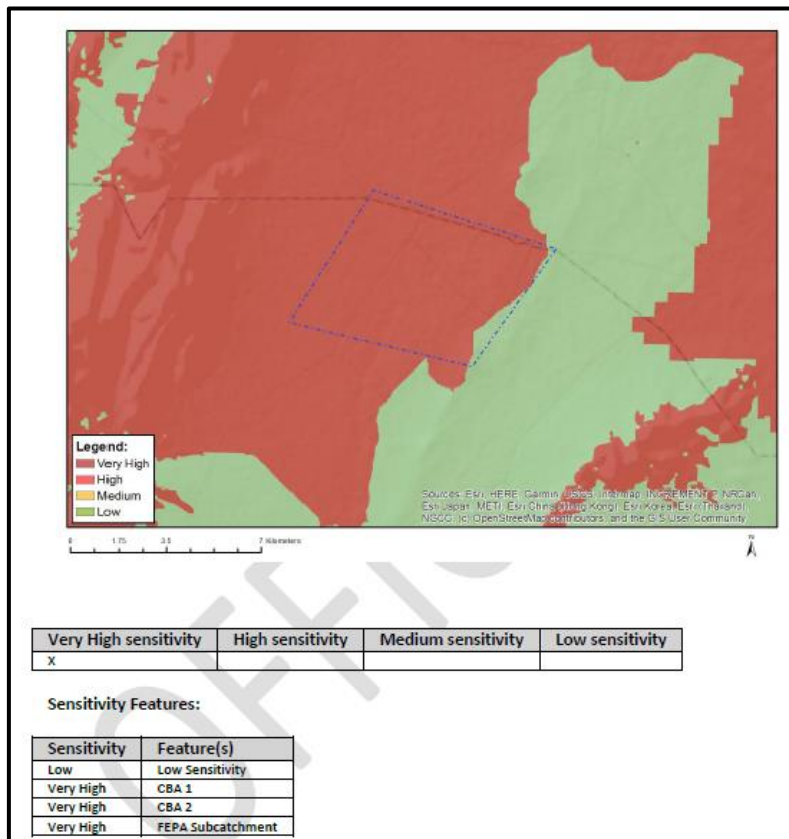 Legend:
Very High
High
Medium
Low
Sources: Esri, HERE, Garmin, USGS, Intermap, INCREMENT P, NRCan,
Esri Japan, METI, Esri China (Hong Kong), Esri Korea, Esri (Thailand),
NGCC, (c) OpenStreetMap contributors, and the GIS User Community
0 1.75 3.5 7 Kilometers
N
Very High sensitivity High sensitivity Medium sensitivity Low sensitivity
X
Sensitivity Features:
Sensitivity Feature(s)
Low Low Sensitivity
Very High CBA 1
Very High CBA 2
Very High FEPA Subcatchment